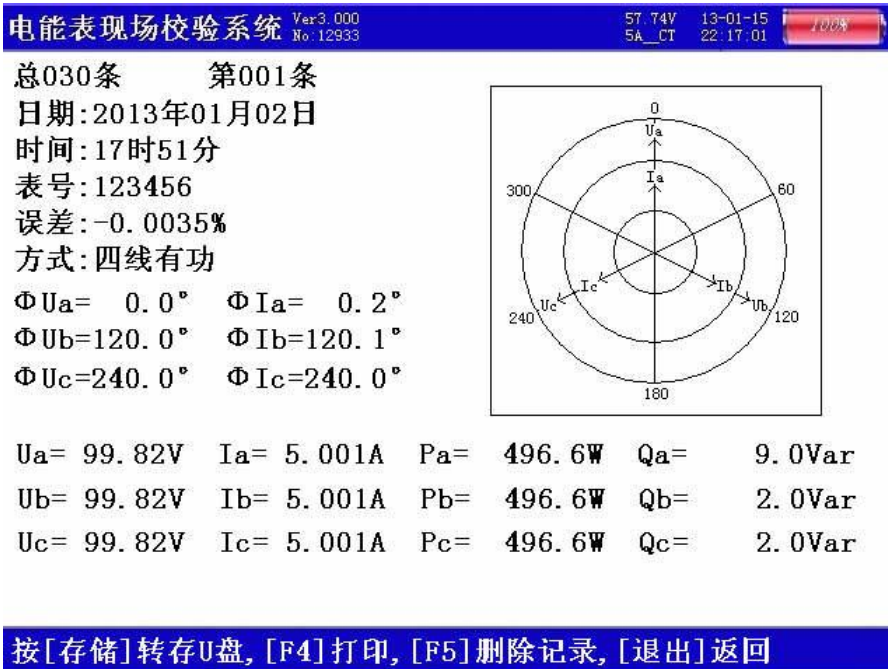 电能表现场校验系统 Ver3.000 No:12933 57.74V 5A__CT 13-01-15 22:17:01 100%
总030条 第001条
日期:2013年01月02日
时间:17时51分
表号:123456
误差:-0.0035%
方式:四线有功
ΦUa= 0.0° ΦIa= 0.2°
ΦUb=120.0° ΦIb=120.1°
ΦUc=240.0° ΦIc=240.0°
0
Ua
Ia
300 60
Ic Ib
Uc Ub
240 120
180
Ua= 99.82V Ia= 5.001A Pa= 496.6W Qa= 9.0Var
Ub= 99.82V Ib= 5.001A Pb= 496.6W Qb= 2.0Var
Uc= 99.82V Ic= 5.001A Pc= 496.6W Qc= 2.0Var
按[存储]转存U盘,[F4]打印,[F5]删除记录,[退出]返回